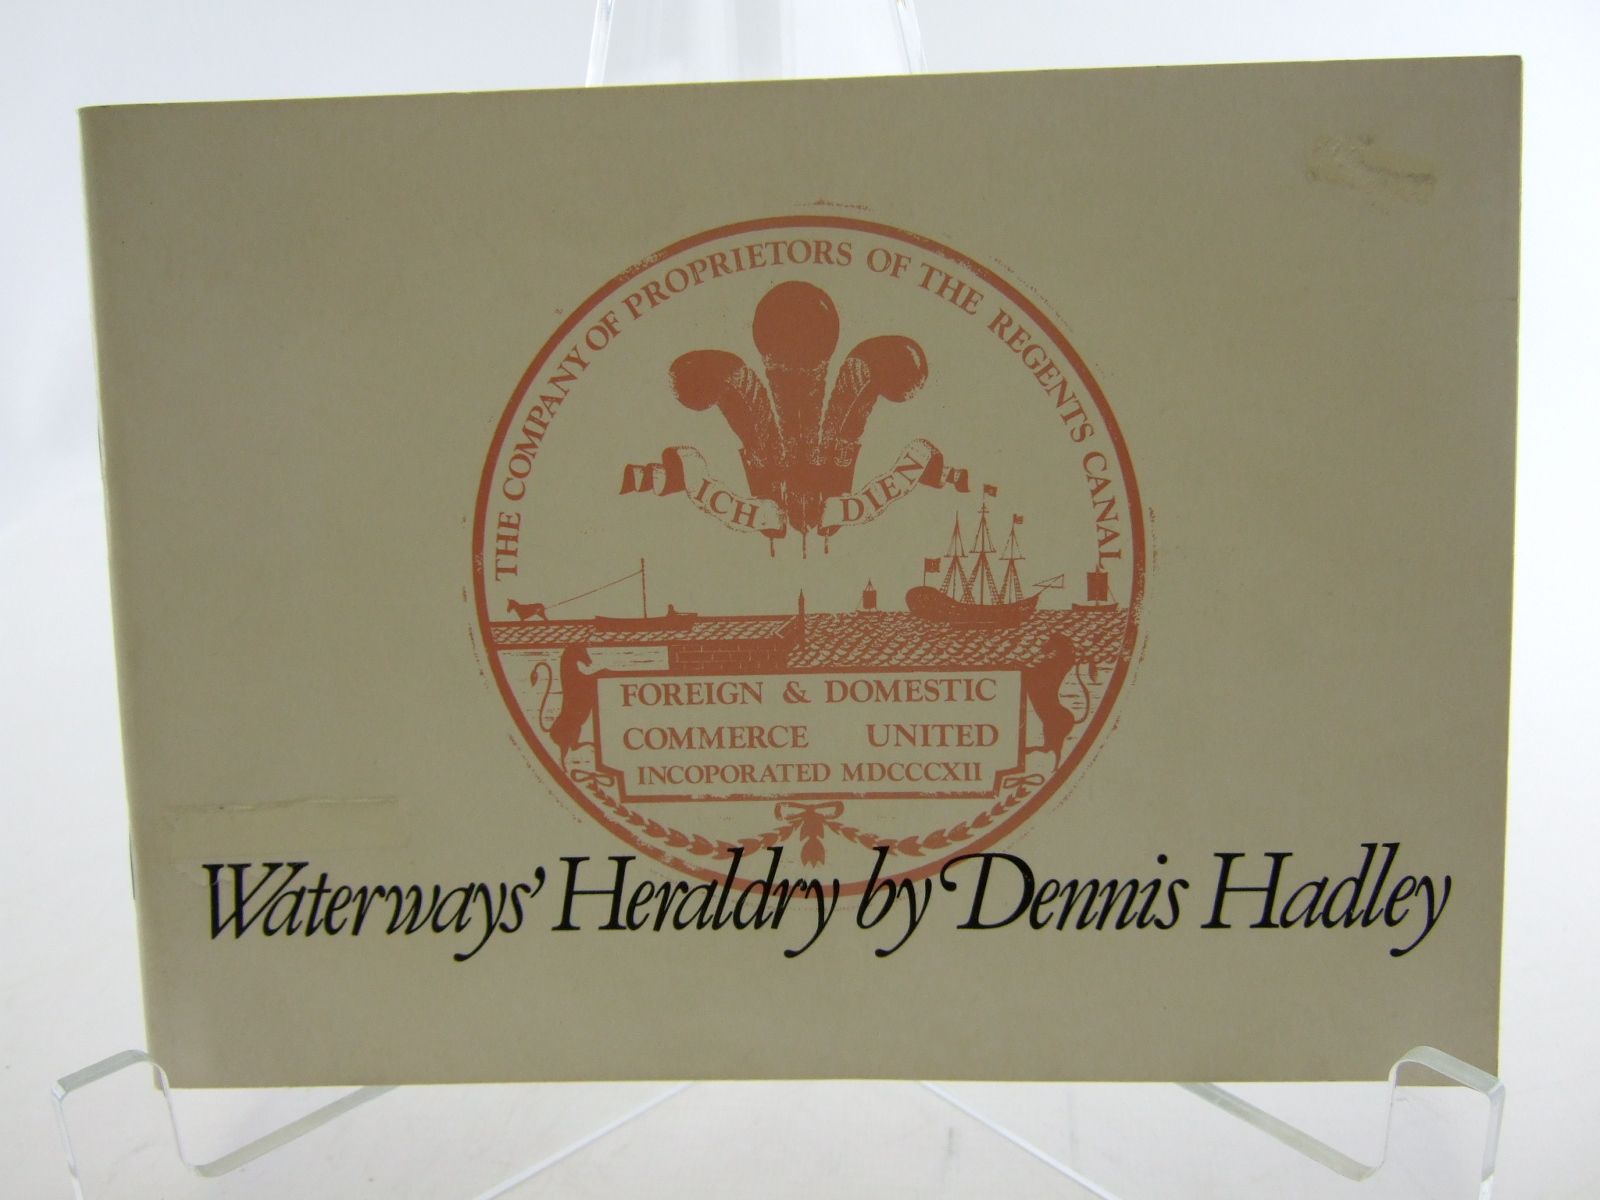 THE COMPANY OF PROPRIETORS OF THE REGENTS CANAL
ICH DIEN
FOREIGN & DOMESTIC
COMMERCE UNITED
INCOPORATED MDCCCXII
Waterways' Heraldry by Dennis Hadley